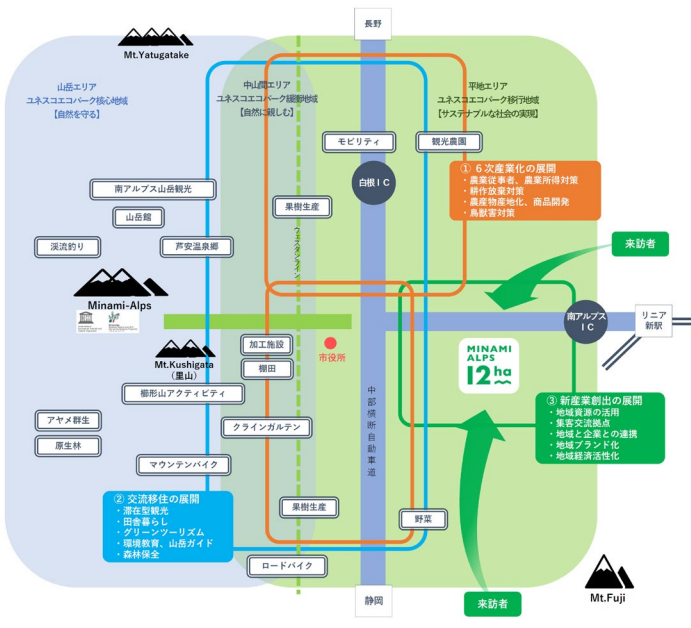 長野
Mt.Yatugatake
山岳エリア
ユネスコエコパーク核心地域
【自然を守る】
中山間エリア
ユネスコエコパーク緩衝地域
【自然に親しむ】
平地エリア
ユネスコエコパーク移行地域
【サステナブルな社会の実現】
モビリティ
観光農園
① 6次産業化の展開
・農業従事者、農業所得対策
・耕作放棄対策
・農産物産地化、商品開発
・鳥獣害対策
白根IC
南アルプス山岳観光
果樹生産
山岳館
ウェスタンライン
渓流釣り
芦安温泉郷
来訪者
Minami-Alps
南アルプス
IC
リニア
新駅
加工施設
市役所
Mt.Kushigata
(里山)
棚田
MINAMI
ALPS
12ha
櫛形山アクティビティ
中部横断自動車道
③ 新産業創出の展開
・地域資源の活用
・集客交流拠点
・地域と企業との連携
・地域ブランド化
・地域経済活性化
アヤメ群生
クラインガルテン
原生林
マウンテンバイク
② 交流移住の展開
・滞在型観光
・田舎暮らし
・グリーンツーリズム
・環境教育、山岳ガイド
・森林保全
果樹生産
野菜
ロードバイク
静岡
来訪者
Mt.Fuji